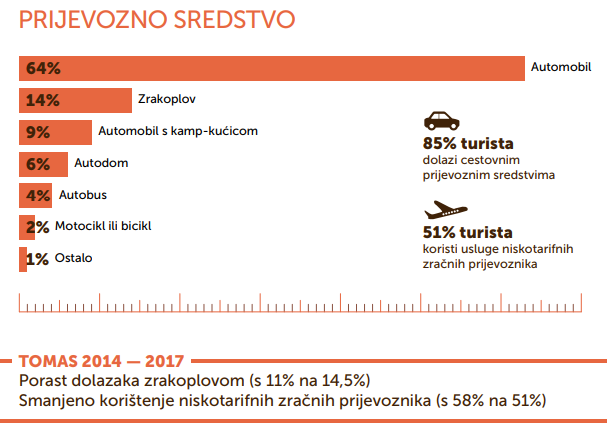 PRIJEVOZNO SREDSTVO
64% Automobil
14% Zrakoplov
9% Automobil s kamp-kućicom
6% Autodom
4% Autobus
2% Motocikl ili bicikl
1% Ostalo
85% turista
dolazi cestovnim
prijevoznim sredstvima
51% turista
koristi usluge niskotarifnih
zračnih prijevoznika
TOMAS 2014 — 2017
Porast dolazaka zrakoplovom (s 11% na 14,5%)
Smanjeno korištenje niskotarifnih zračnih prijevoznika (s 58% na 51%)